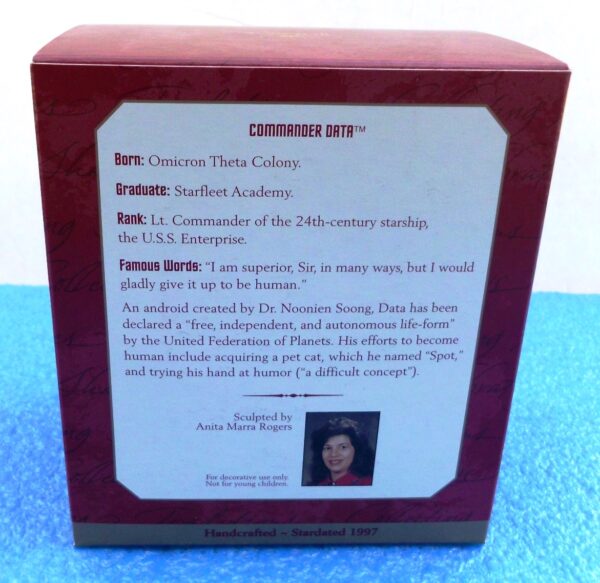 COMMANDER DATA™
Born: Omicron Theta Colony.
Graduate: Starfleet Academy.
Rank: Lt. Commander of the 24th-century starship,
the U.S.S. Enterprise.
Famous Words: “I am superior, Sir, in many ways, but I would
gladly give it up to be human.”
An android created by Dr. Noonien Soong, Data has been
declared a “free, independent, and autonomous life-form”
by the United Federation of Planets. His efforts to become
human include acquiring a pet cat, which he named “Spot,”
and trying his hand at humor (“a difficult concept”).
Sculpted by
Anita Marra Rogers
For decorative use only.
Not for young children.
Handcrafted ~ Stardated 1997